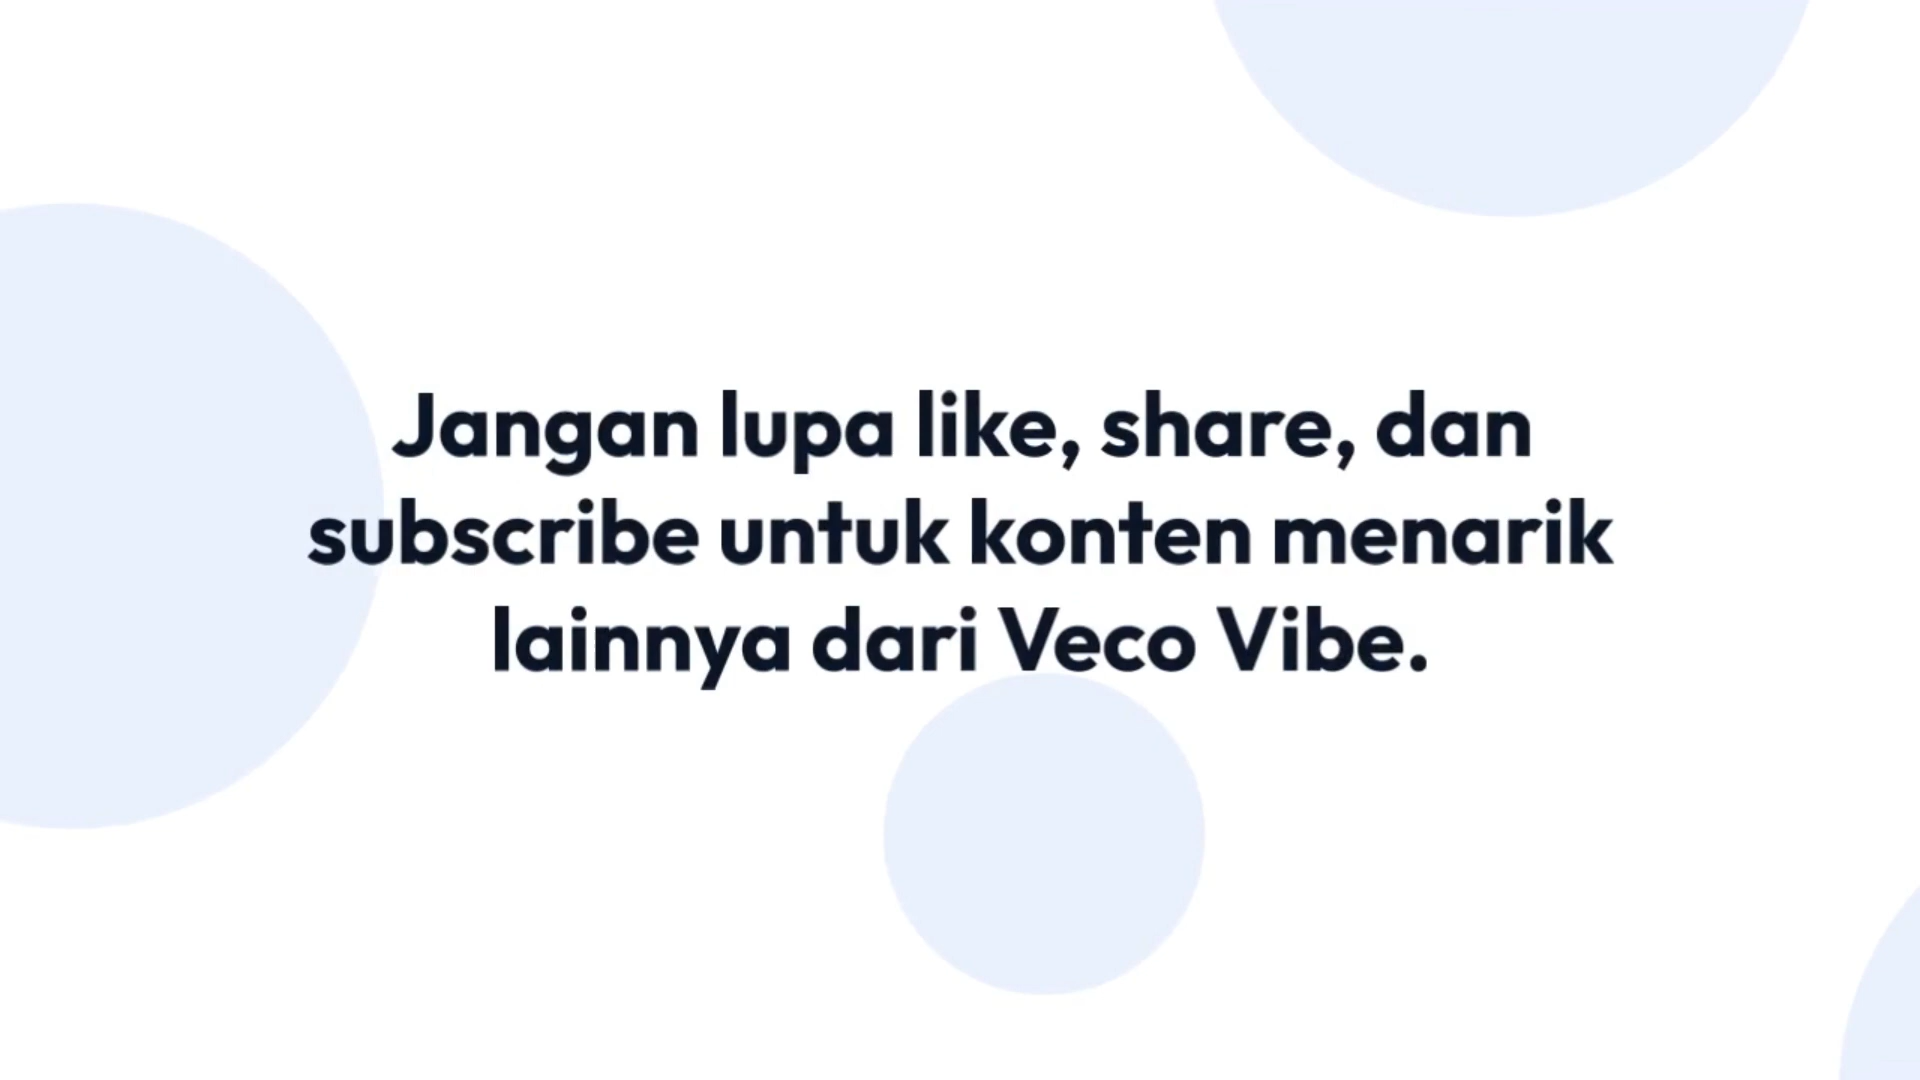 Jangan lupa like, share, dan
subscribe untuk konten menarik
lainnya dari Veco Vibe.